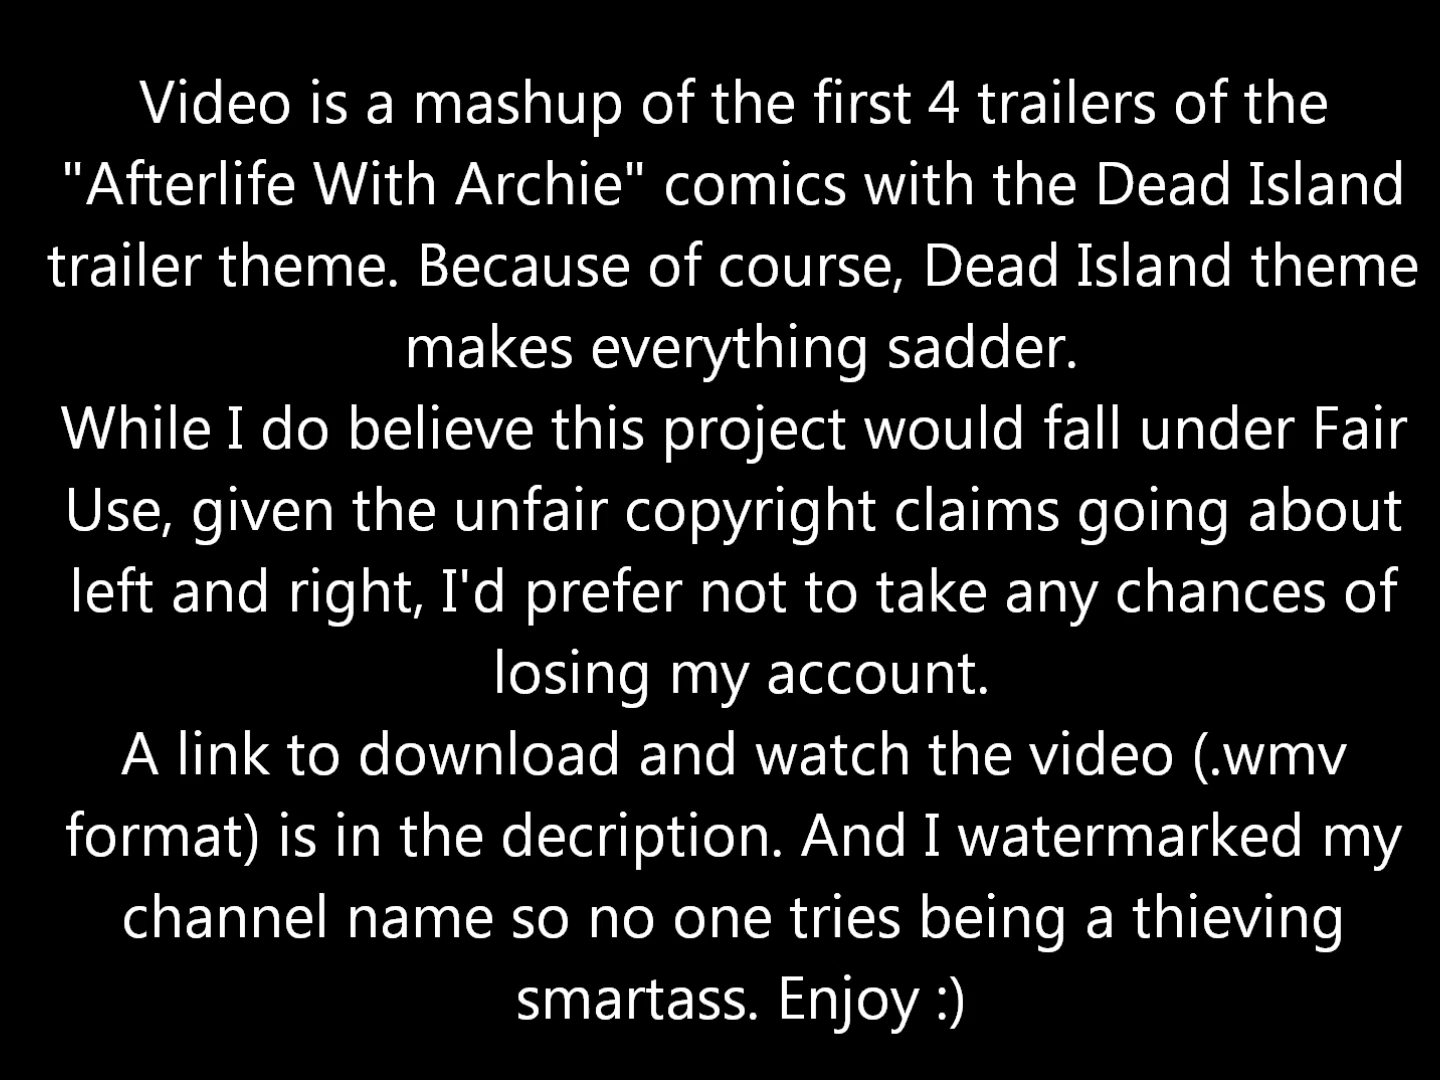 Video is a mashup of the first 4 trailers of the
"Afterlife With Archie" comics with the Dead Island
trailer theme. Because of course, Dead Island theme
makes everything sadder.
While I do believe this project would fall under Fair
Use, given the unfair copyright claims going about
left and right, I'd prefer not to take any chances of
losing my account.
A link to download and watch the video (.wmv
format) is in the decription. And I watermarked my
channel name so no one tries being a thieving
smartass. Enjoy :)